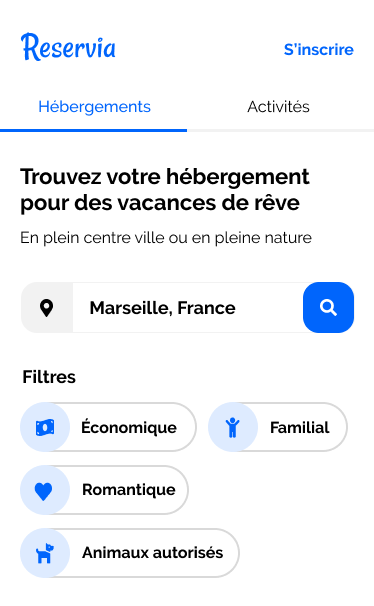 Reservia
S'inscrire
Hébergements
Activités
Trouvez votre hébergement
pour des vacances de rêve
En plein centre ville ou en pleine nature
Marseille, France
Filtres
Économique
Familial
Romantique
Animaux autorisés